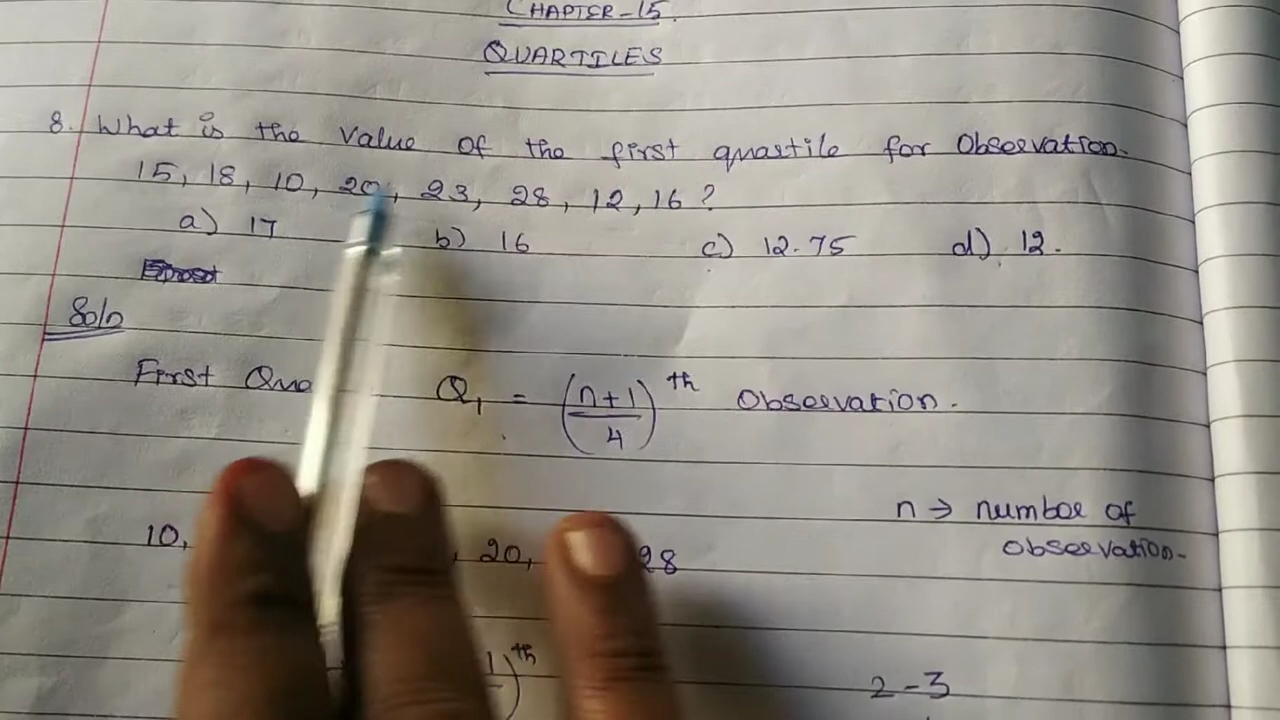 CHAPTER-15.
QUARTILES
8. What is the value of the first quartile for Observation.
15, 18, 10, 20, 23, 28, 12, 16 ?
a) 17 b) 16 c) 12.75 d) 12.
Soln
First Q₁ = (n+1/4)th Observation.
n → number of
observation-
10, , 20, 28
th
2-3